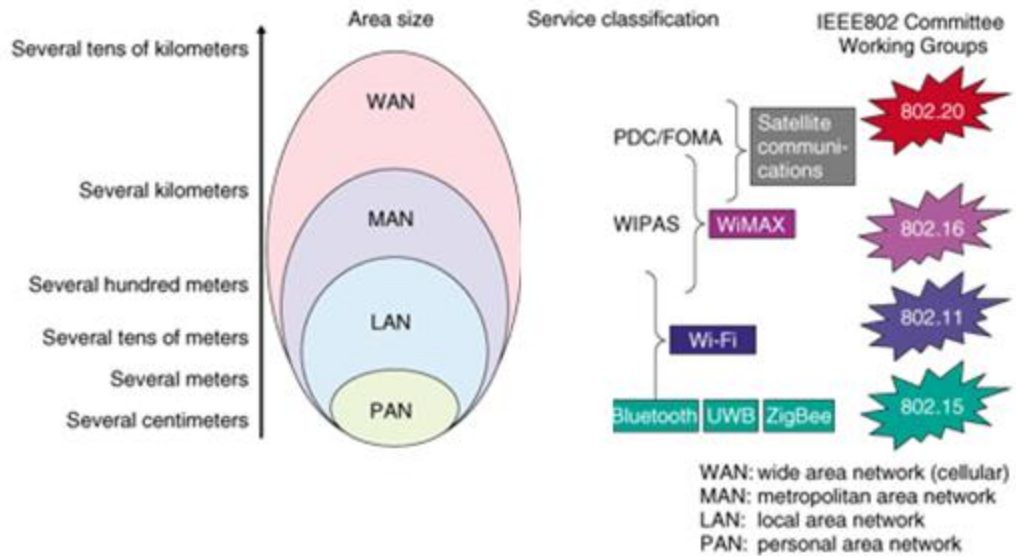 Area size
Service classification
IEEE802 Committee
Working Groups
Several tens of kilometers
Several kilometers
Several hundred meters
Several tens of meters
Several meters
Several centimeters
WAN
MAN
LAN
PAN
PDC/FOMA
Satellite
communi-
cations
WIPAS
WiMAX
Wi-Fi
Bluetooth
UWB
ZigBee
802.20
802.16
802.11
802.15
WAN: wide area network (cellular)
MAN: metropolitan area network
LAN: local area network
PAN: personal area network